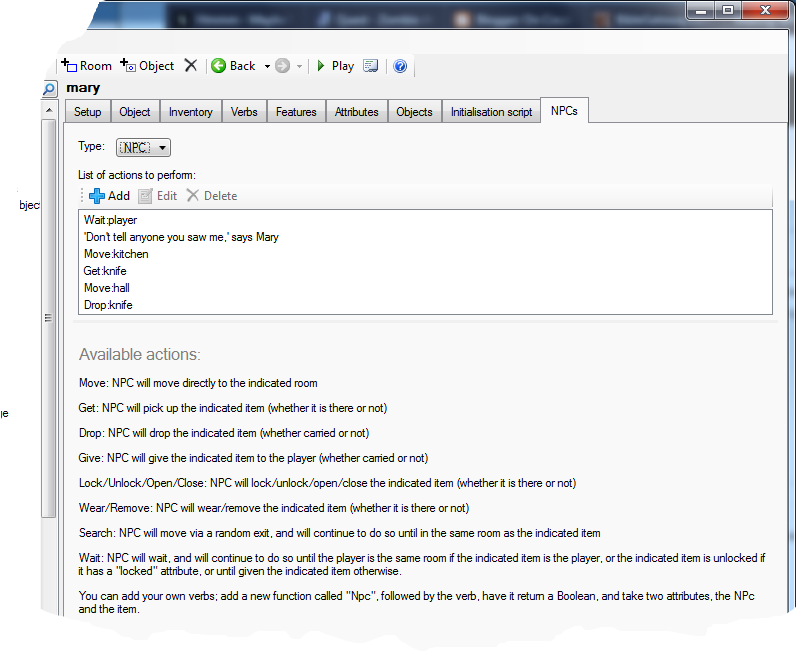 Room Object Back Play
mary
Setup Object Inventory Verbs Features Attributes Objects Initialisation script NPCs
Type: NPC
List of actions to perform:
Add Edit Delete
bject
Wait:player
'Don't tell anyone you saw me,' says Mary
Move:kitchen
Get:knife
Move:hall
Drop:knife
Available actions:
Move: NPC will move directly to the indicated room
ge
Get: NPC will pick up the indicated item (whether it is there or not)
Drop: NPC will drop the indicated item (whether carried or not)
Give: NPC will give the indicated item to the player (whether carried or not)
Lock/Unlock/Open/Close: NPC will lock/unlock/open/close the indicated item (whether it is there or not)
Wear/Remove: NPC will wear/remove the indicated item (whether it is there or not)
Search: NPC will move via a random exit, and will continue to do so until in the same room as the indicated item
Wait: NPC will wait, and will continue to do so until the player is the same room if the indicated item is the player, or the indicated item is unlocked if
it has a "locked" attribute, or until given the indicated item otherwise.
You can add your own verbs; add a new function called "Npc", followed by the verb, have it return a Boolean, and take two attributes, the NPc
and the item.